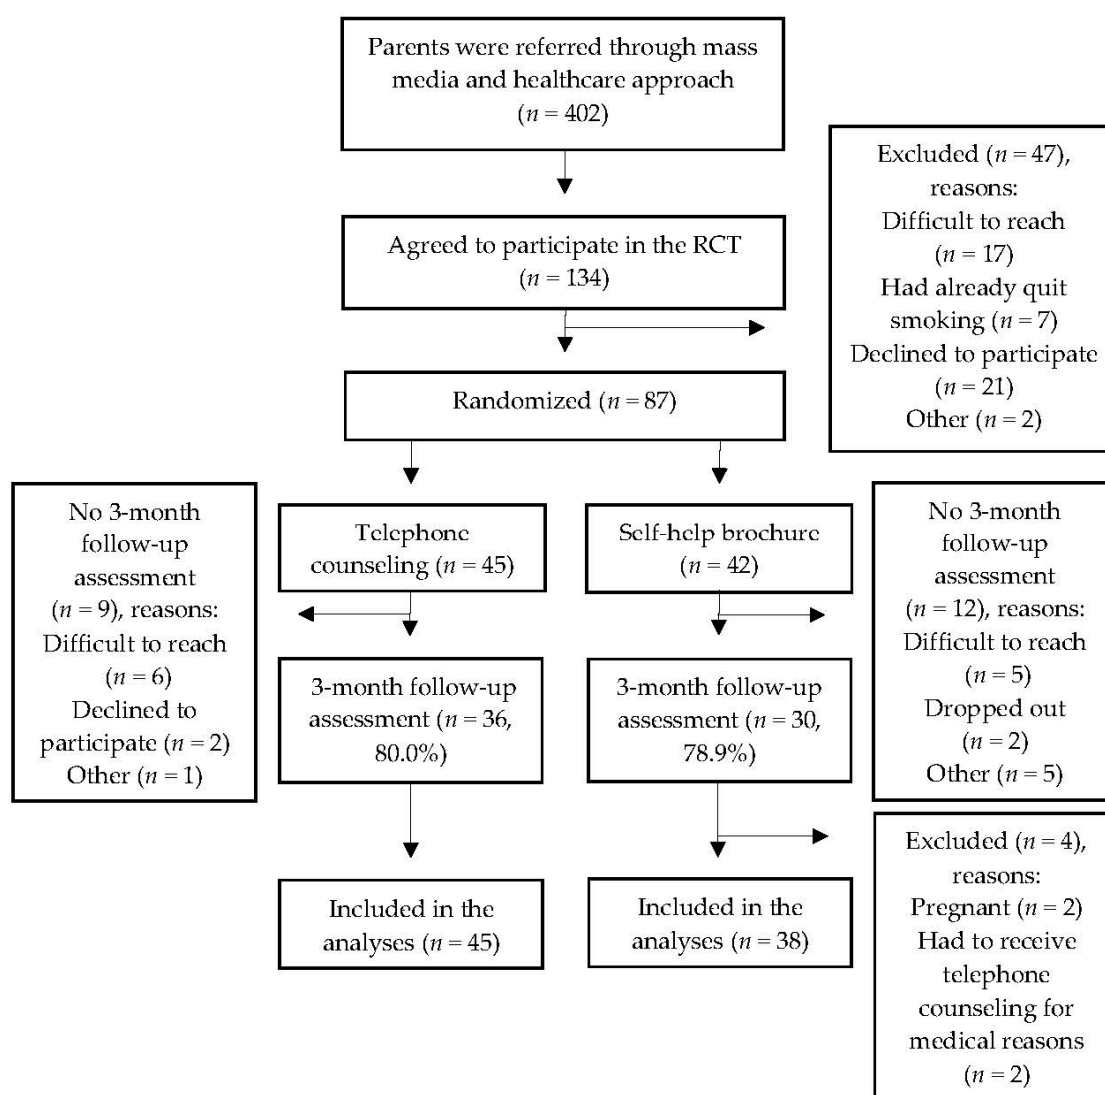 Parents were referred through mass
media and healthcare approach
(n = 402)
Agreed to participate in the RCT
(n = 134)
Excluded (n = 47),
reasons:
Difficult to reach
(n = 17)
Had already quit
smoking (n = 7)
Declined to participate
(n = 21)
Other (n = 2)
Randomized (n = 87)
No 3-month
follow-up
assessment
(n = 9), reasons:
Difficult to reach
(n = 6)
Declined to
participate (n = 2)
Other (n = 1)
Telephone
counseling (n = 45)
Self-help brochure
(n = 42)
No 3-month
follow-up
assessment
(n = 12), reasons:
Difficult to reach
(n = 5)
Dropped out
(n = 2)
Other (n = 5)
3-month follow-up
assessment (n = 36,
80.0%)
3-month follow-up
assessment (n = 30,
78.9%)
Excluded (n = 4),
reasons:
Pregnant (n = 2)
Had to receive
telephone
counseling for
medical reasons
(n = 2)
Included in the
analyses (n = 45)
Included in the
analyses (n = 38)